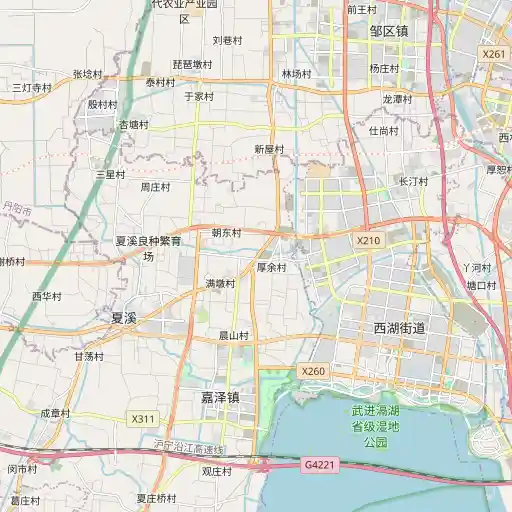 代农业产业园
区
前王村
邹区镇
刘巷村
X261
琵琶墩村
杨庄村
张埝村
林场村
泰村村
三灯寺村
于家村
龙潭村
殷村村
杏塘村
仕尚村
新屋村
厚恕村
三星村
长汀村
周庄村
丹阳市
朝东村
X210
夏溪良种繁育
场
厚余村
丫河村
满墩村
塘口村
西华村
夏溪
西湖街道
晨山村
甘荡村
X260
嘉泽镇
成章村
X311
武进滆湖
省级湿地
公园
沪宁沿江高速线
闵市村
观庄村
G4221
葛庄村
夏庄桥村